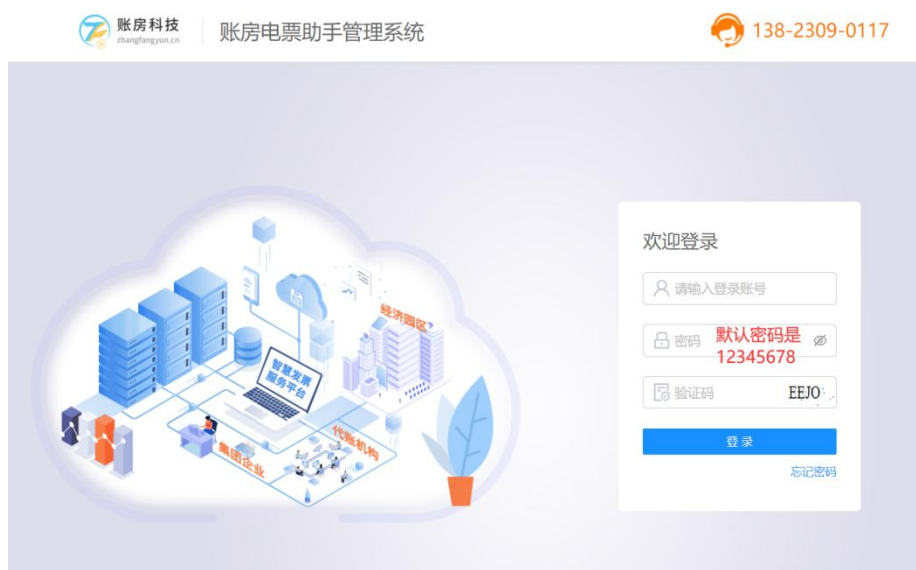 账房科技
zhangfangyun.cn
账房电票助手管理系统
138-2309-0117
欢迎登录
请输入登录账号
密码
默认密码是
12345678
验证码
EEJO
登录
忘记密码
经济园区
智慧发票
服务平台
代账机构
集团企业